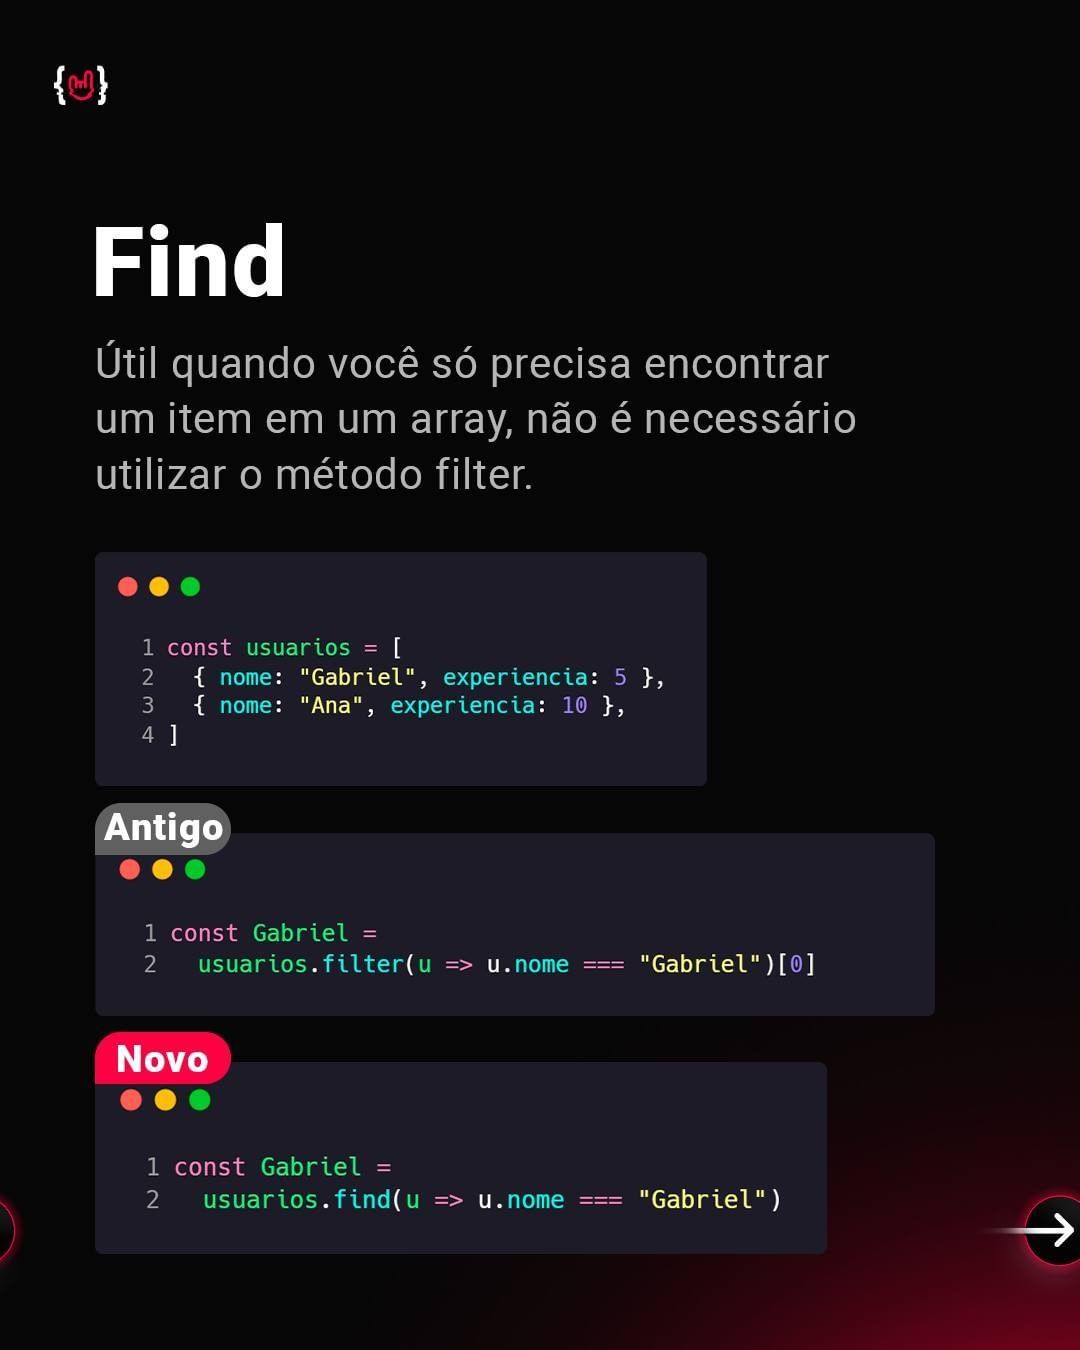 Find
Útil quando você só precisa encontrar
um item em um array, não é necessário
utilizar o método filter.
1 const usuarios = [
2   { nome: "Gabriel", experiencia: 5 },
3   { nome: "Ana", experiencia: 10 },
4 ]
Antigo
1 const Gabriel =
2   usuarios.filter(u => u.nome === "Gabriel")[0]
Novo
1 const Gabriel =
2   usuarios.find(u => u.nome === "Gabriel")